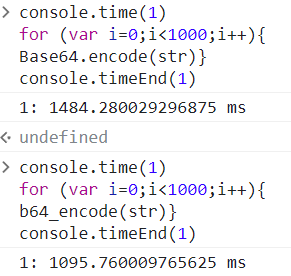 > console.time(1)
for (var i=0;i<1000;i++){
Base64.encode(str)}
console.timeEnd(1)
1: 1484.280029296875 ms
undefined
> console.time(1)
for (var i=0;i<1000;i++){
b64_encode(str)}
console.timeEnd(1)
1: 1095.760009765625 ms